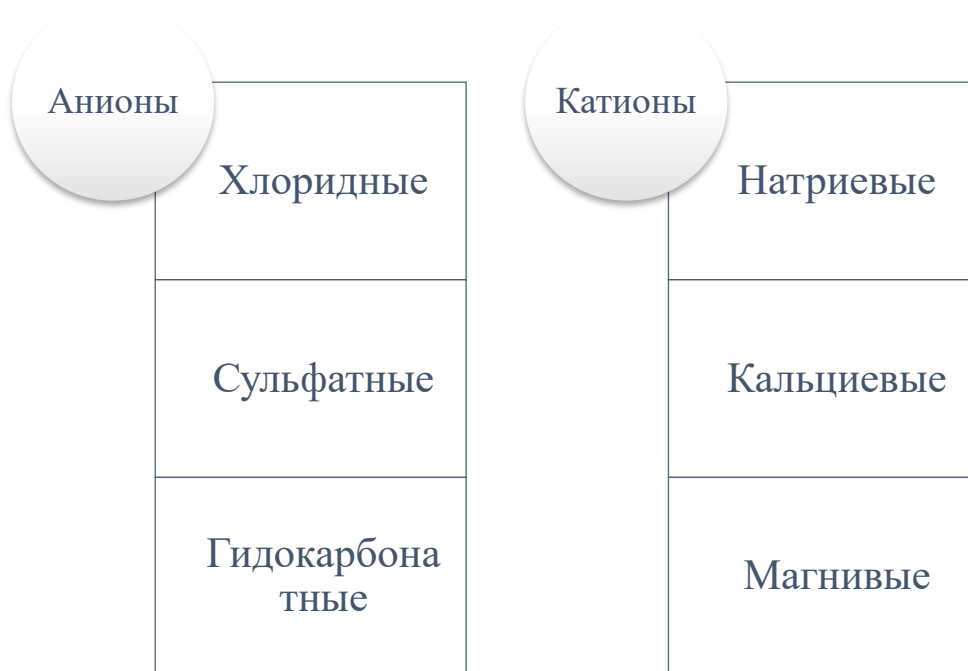 Анионы
Хлоридные
Сульфатные
Гидокарбона
тные
Катионы
Натриевые
Кальциевые
Магнивые